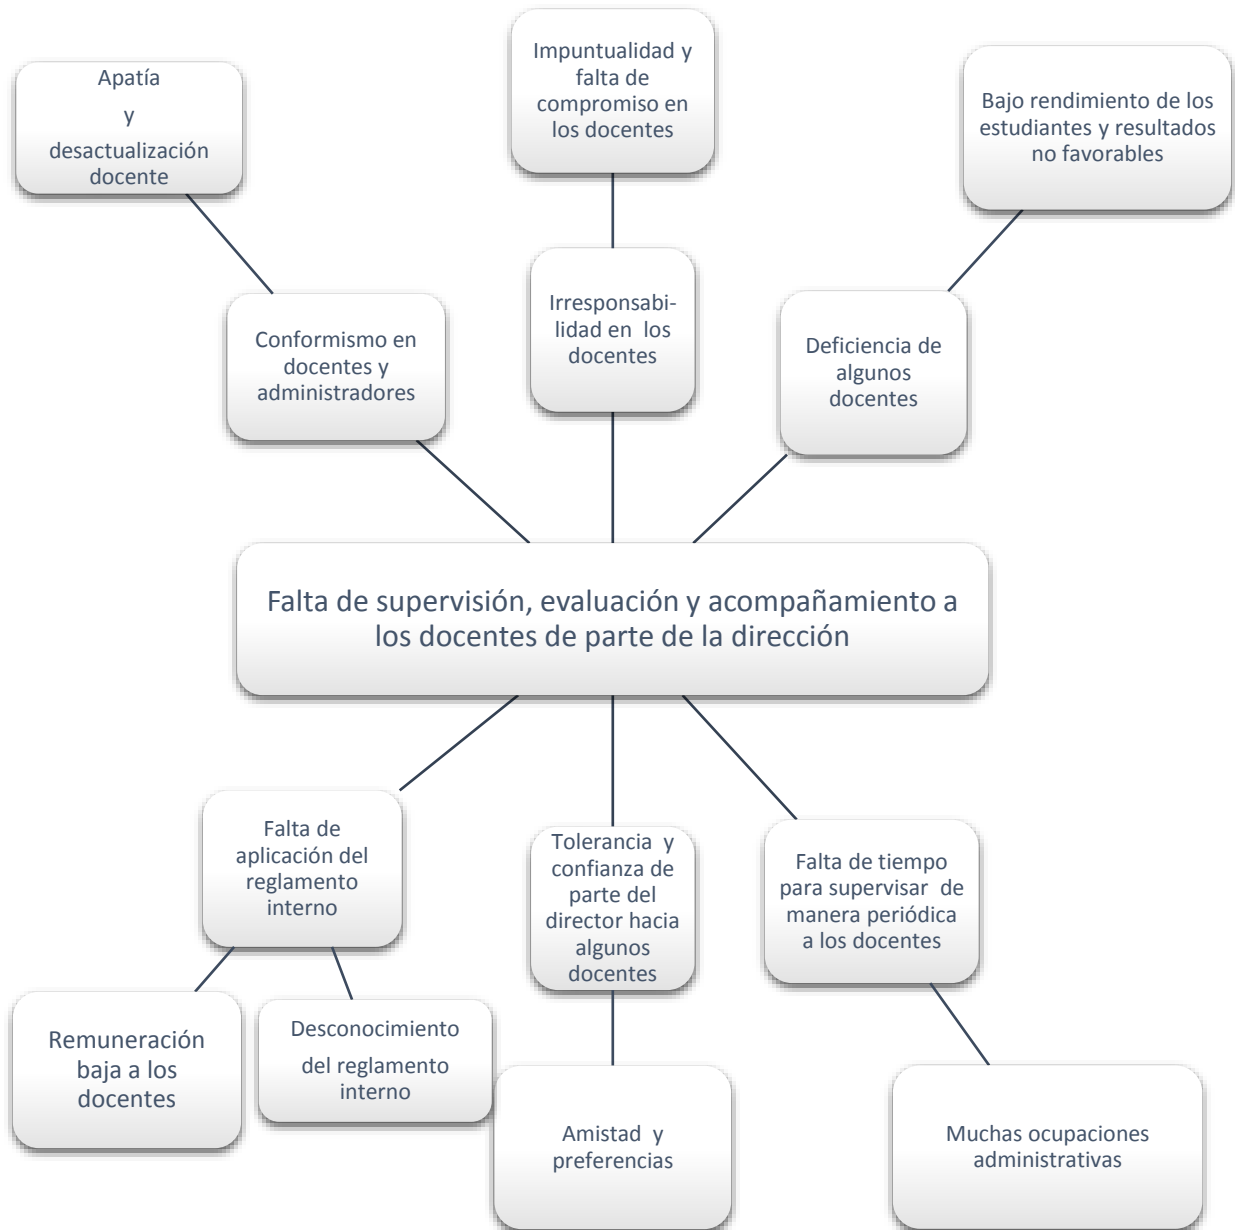 Apatía
y
desactualización
docente
Impuntualidad y
falta de
compromiso en
los docentes
Bajo rendimiento de los
estudiantes y resultados
no favorables
Conformismo en
docentes y
administradores
Irresponsabi-
lidad en los
docentes
Deficiencia de
algunos
docentes
Falta de supervisión, evaluación y acompañamiento a
los docentes de parte de la dirección
Falta de
aplicación del
reglamento
interno
Tolerancia y
confianza de
parte del
director hacia
algunos
docentes
Falta de tiempo
para supervisar de
manera periódica
a los docentes
Remuneración
baja a los
docentes
Desconocimiento
del reglamento
interno
Amistad y
preferencias
Muchas ocupaciones
administrativas